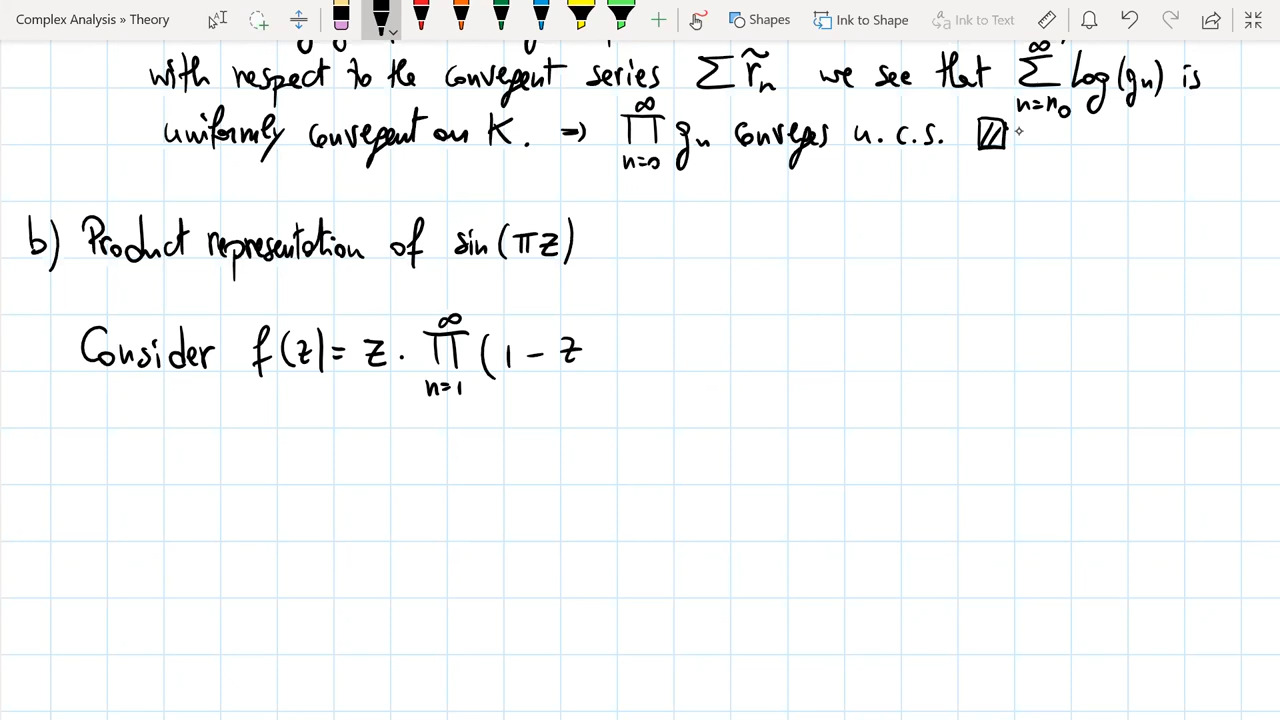 Complex Analysis » Theory Shapes Ink to Shape Ink to Text
with respect to the convergent series ∑ r̃ₙ we see that ∑_{n=n₀}^{∞} Log(gₙ) is
uniformly convergent on K. ⇒ ∏_{n=0}^{∞} gₙ converges u. c. s.
b) Product representation of sin(πz)
Consider f(z) = z · ∏_{n=1}^{∞} (1 - z